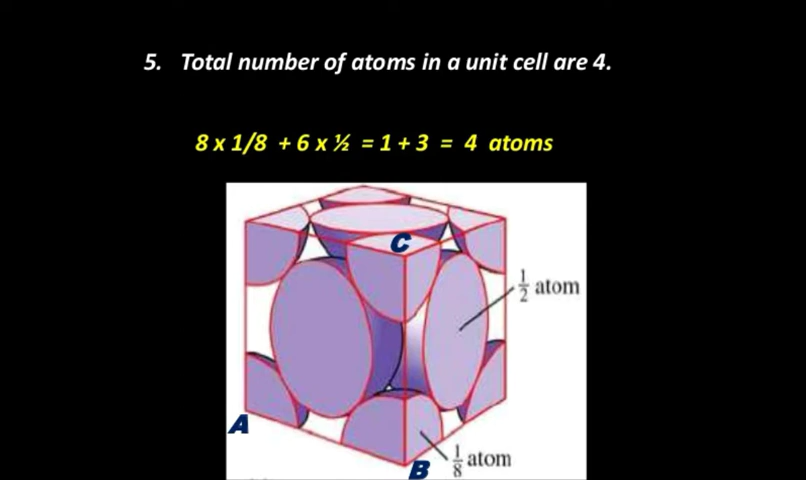 5. Total number of atoms in a unit cell are 4.
8 x 1/8 + 6 x ½ = 1 + 3 = 4 atoms
C
1/2 atom
A
1/8 atom
B